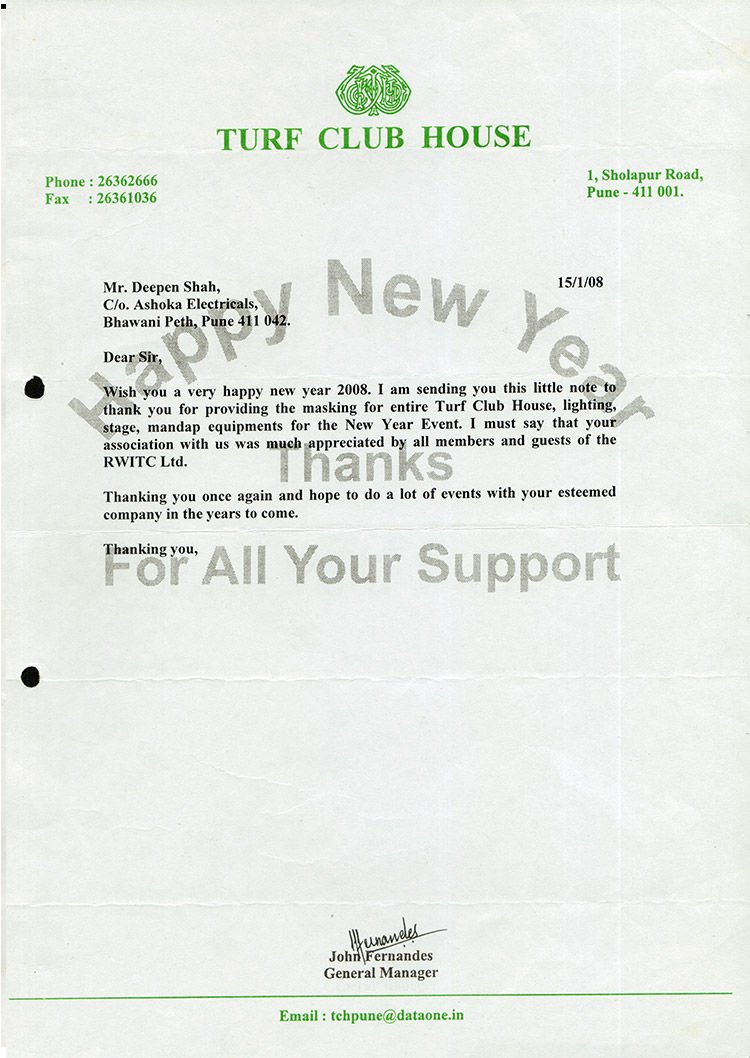 TURF CLUB HOUSE
Phone : 26362666
Fax : 26361036
1, Sholapur Road,
Pune - 411 001.
Happy New Year
Thanks
For All Your Support
15/1/08
Mr. Deepen Shah,
C/o. Ashoka Electricals,
Bhawani Peth, Pune 411 042.
Dear Sir,
Wish you a very happy new year 2008. I am sending you this little note to
thank you for providing the masking for entire Turf Club House, lighting,
stage, mandap equipments for the New Year Event. I must say that your
association with us was much appreciated by all members and guests of the
RWITC Ltd.
Thanking you once again and hope to do a lot of events with your esteemed
company in the years to come.
Thanking you,
JFernandes
John Fernandes
General Manager
Email : tchpune@dataone.in